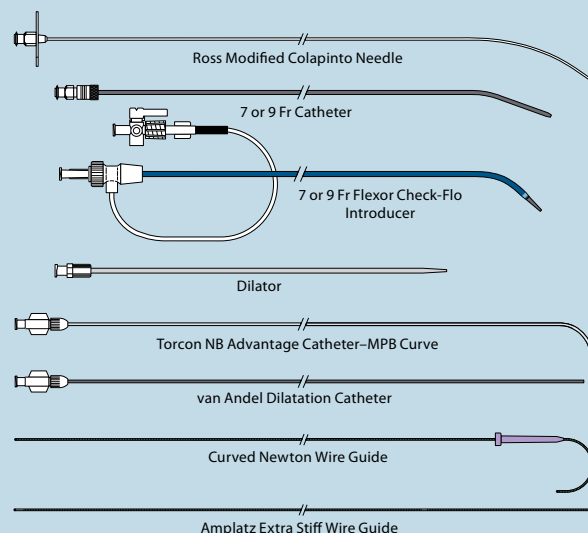 Ross Modified Colapinto Needle
7 or 9 Fr Catheter
7 or 9 Fr Flexor Check-Flo
Introducer
Dilator
Torcon NB Advantage Catheter–MPB Curve
van Andel Dilatation Catheter
Curved Newton Wire Guide
Amplatz Extra Stiff Wire Guide